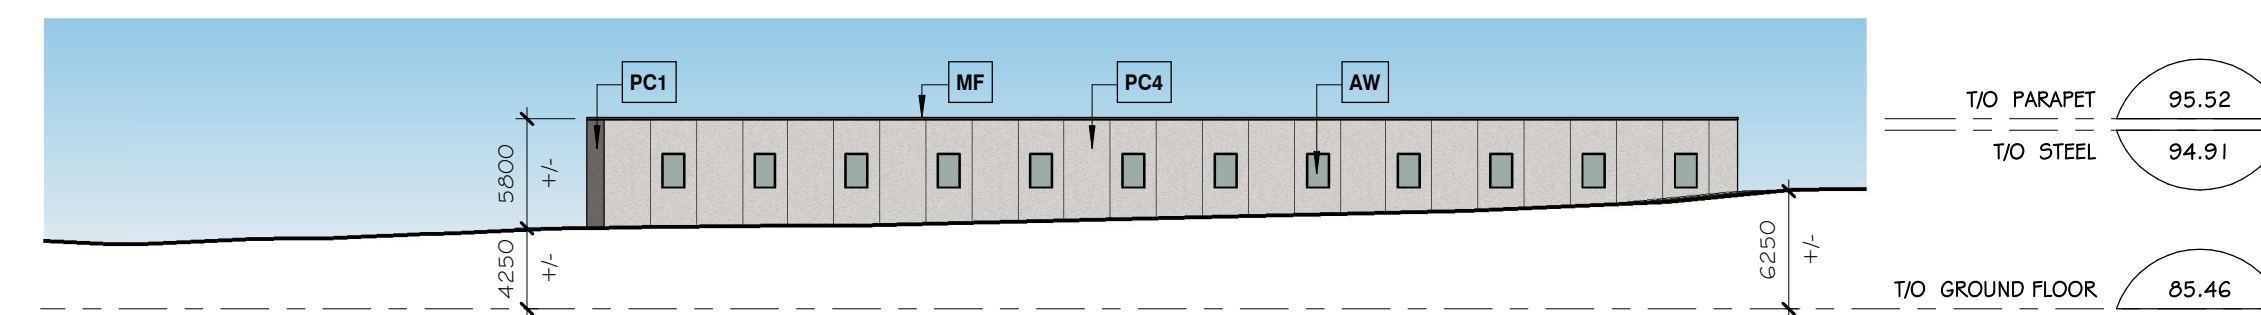 PC1
MF
PC4
AW
T/O PARAPET 95.52
T/O STEEL 94.91
5800 +/-
4250 +/-
6250 +/-
T/O GROUND FLOOR 85.46